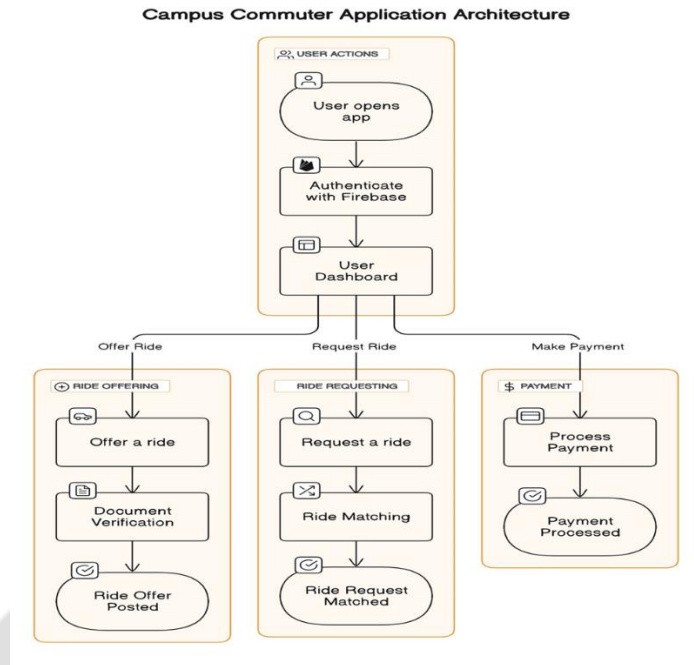 Campus Commuter Application Architecture
USER ACTIONS
User opens
app
Authenticate
with Firebase
User
Dashboard
Offer Ride
Request Ride
Make Payment
RIDE OFFERING
Offer a ride
Document
Verification
Ride Offer
Posted
RIDE REQUESTING
Request a ride
Ride Matching
Ride Request
Matched
$ PAYMENT
Process
Payment
Payment
Processed